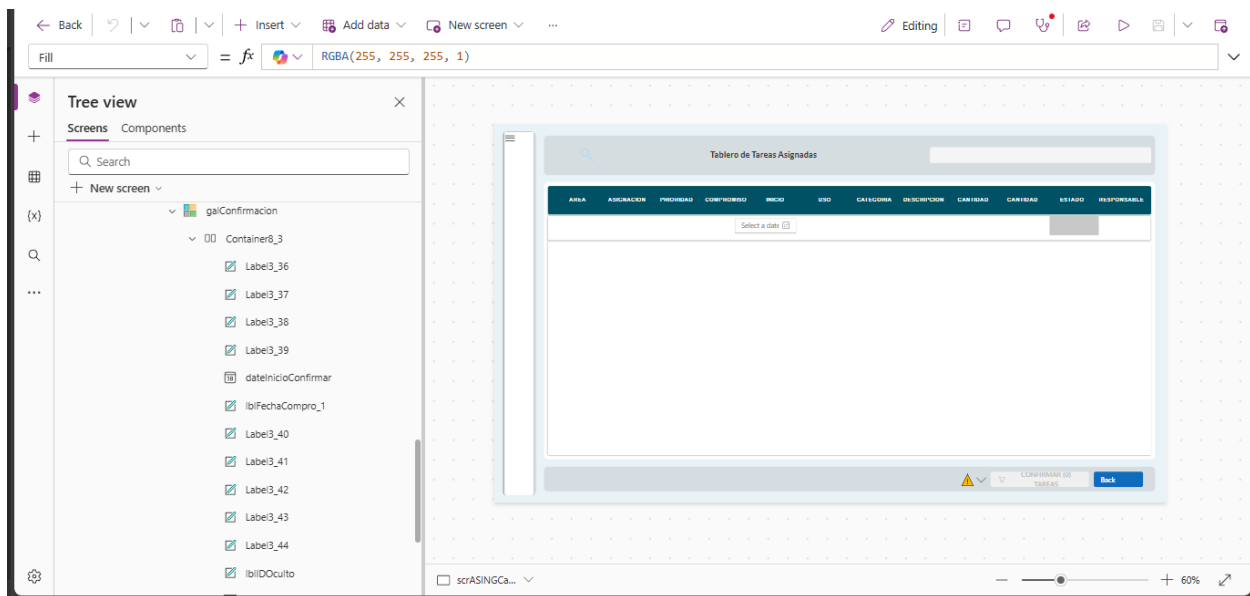 Back
Insert
Add data
New screen
...
Editing
Fill
= fx
RGBA(255, 255, 255, 1)
Tree view
Screens Components
Search
New screen
galConfirmacion
Container8_3
Label3_36
Label3_37
Label3_38
Label3_39
dateInicioConfirmar
lblFechaCompro_1
Label3_40
Label3_41
Label3_42
Label3_43
Label3_44
lblIDOculto
Tablero de Tareas Asignadas
AREA ASIGNACION PRIORIDAD COMPROMISO INICIO USO CATEGORIA DESCRIPCION CANTIDAD CANTIDAD ESTADO RESPONSABLE
Select a date
CONFIRMAR (0)
TAREAS
Back
scrASINGCa...
60%